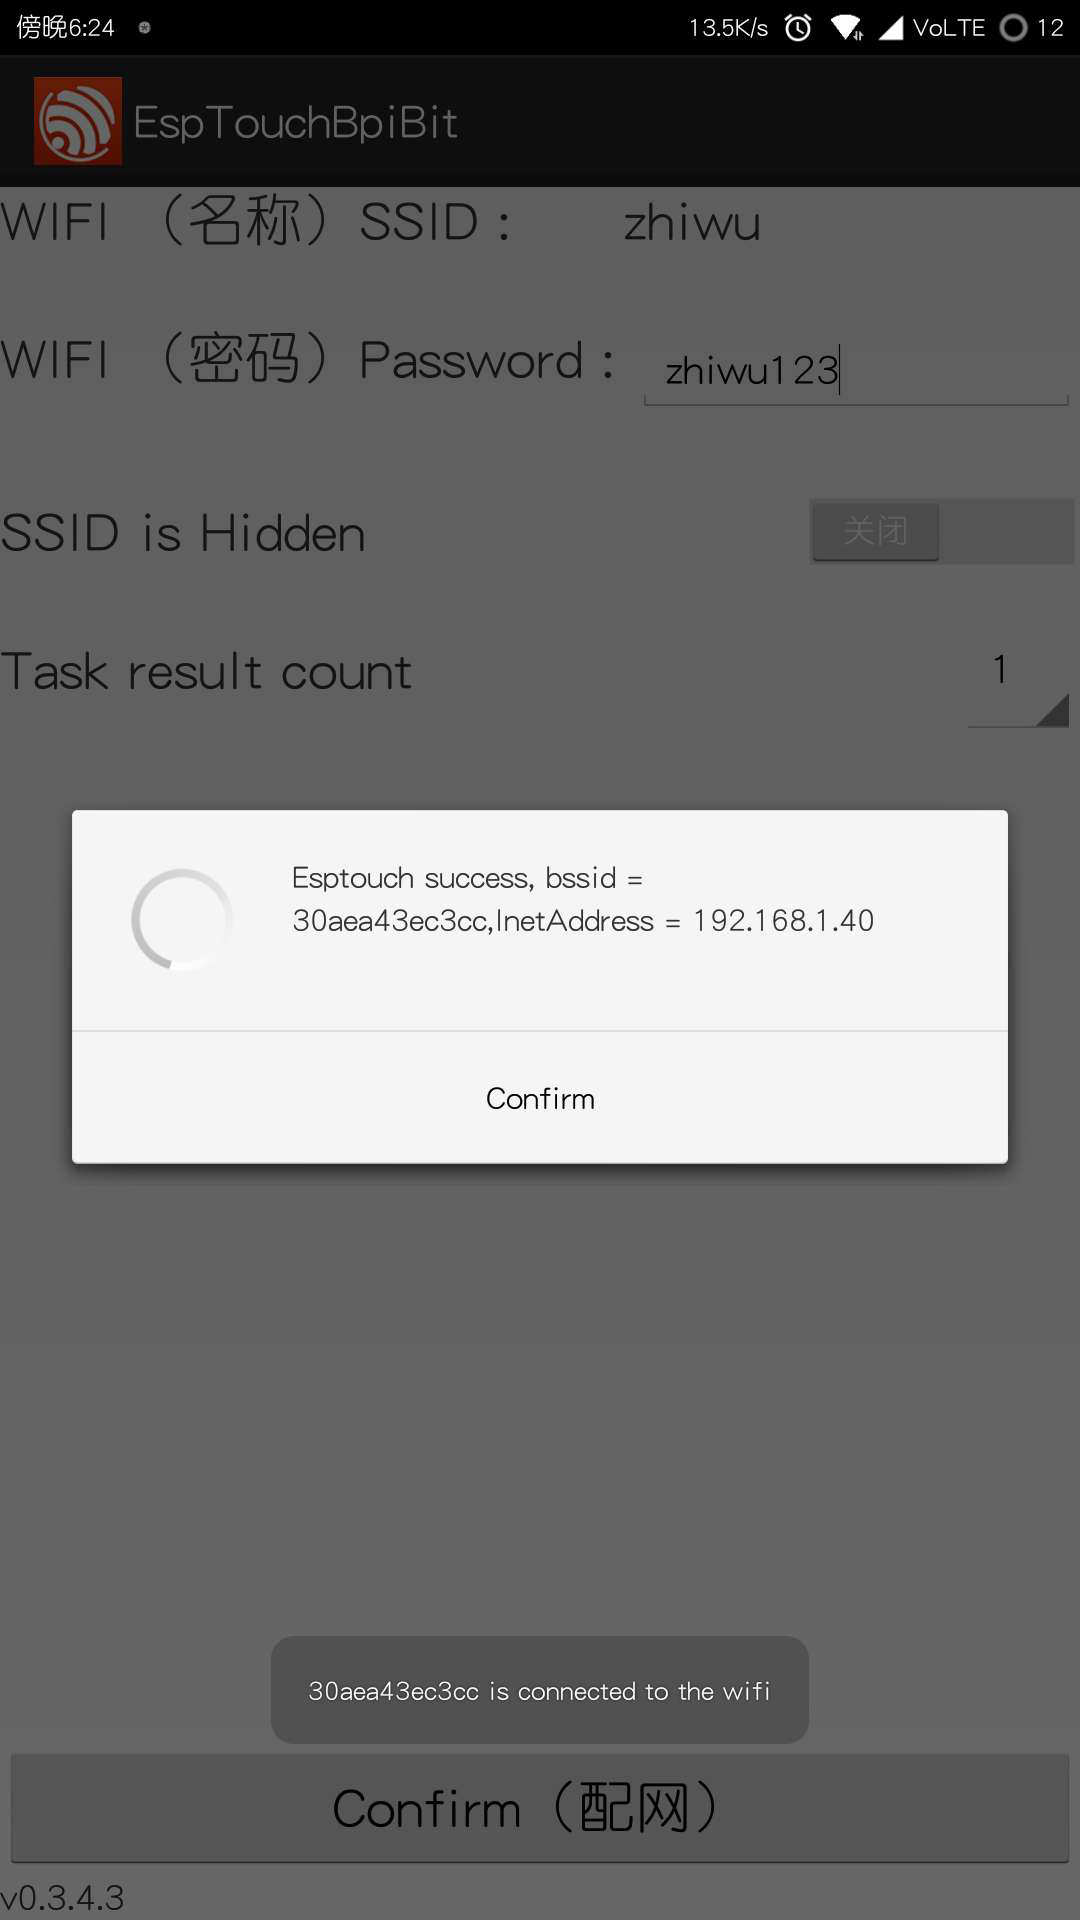 傍晚6:24 13.5K/s VoLTE 12
EspTouchBpiBit
WIFI （名称）SSID： zhiwu
WIFI （密码）Password： zhiwu123
SSID is Hidden 关闭
Task result count 1
Esptouch success, bssid =
30aea43ec3cc,InetAddress = 192.168.1.40
Confirm
30aea43ec3cc is connected to the wifi
Confirm（配网）
v0.3.4.3